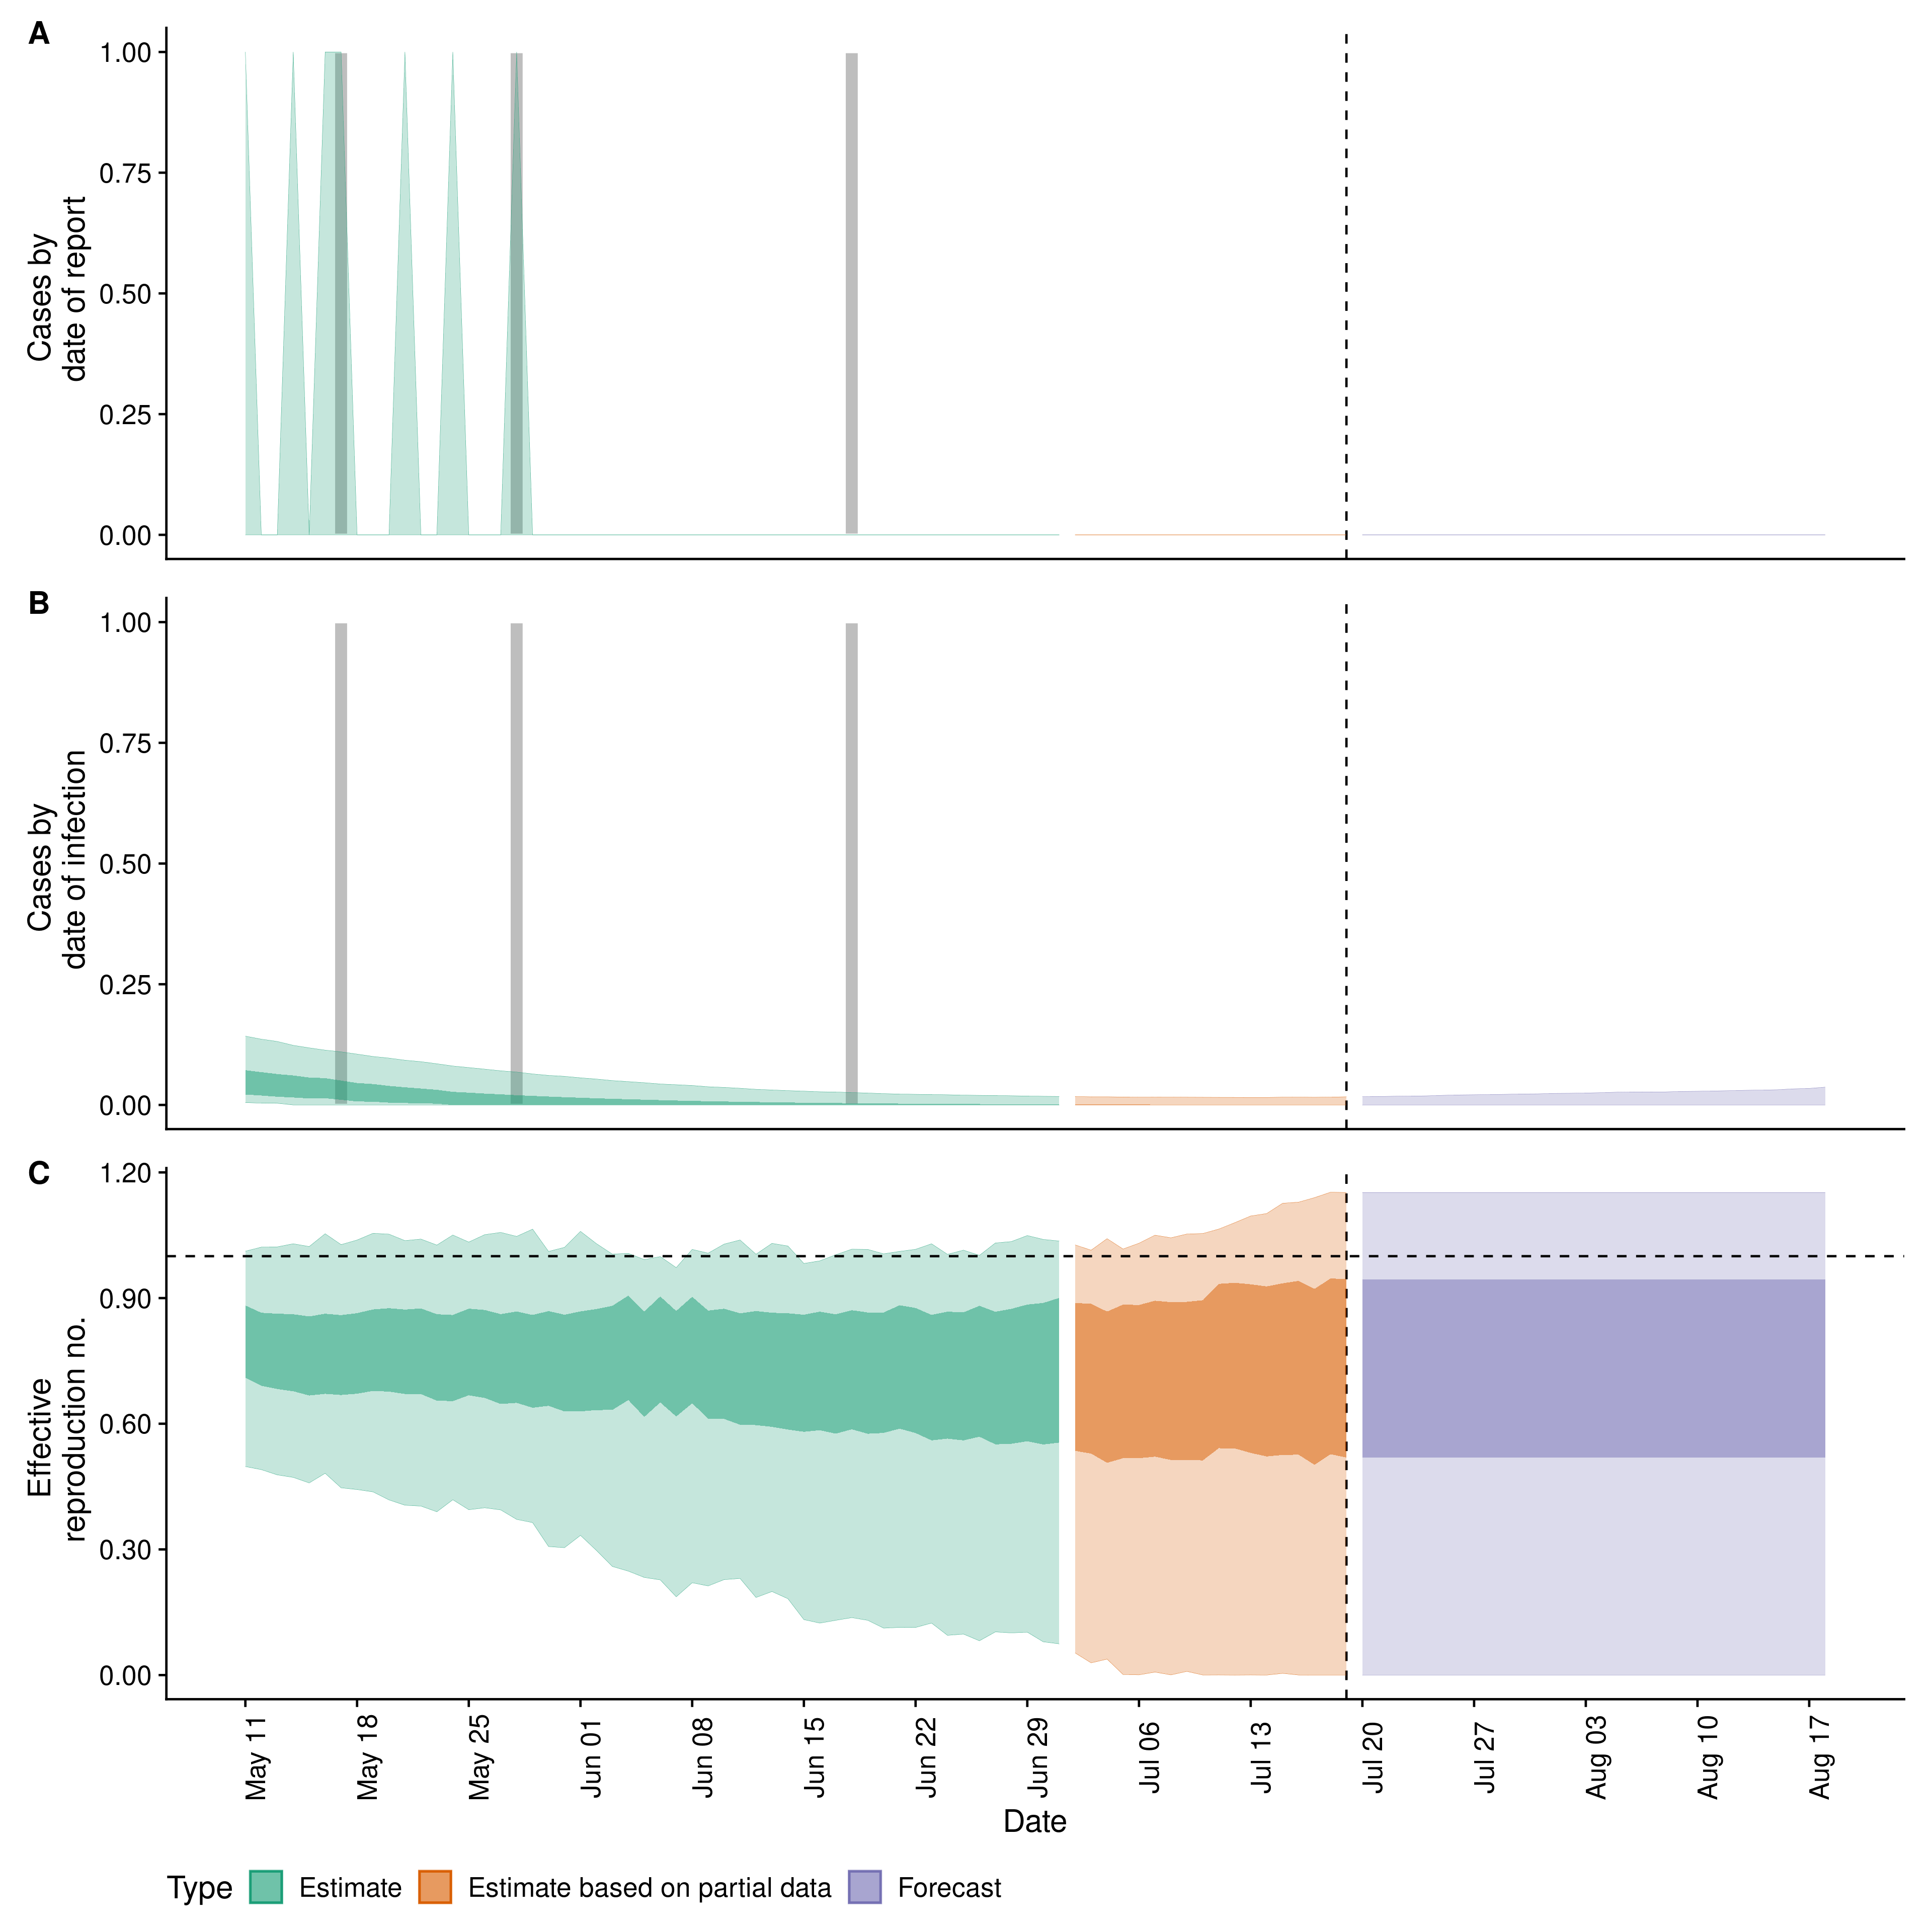 A
1.00
0.75
0.50
0.25
0.00
Cases by
date of report
B
1.00
0.75
0.50
0.25
0.00
Cases by
date of infection
C
1.20
0.90
0.60
0.30
0.00
Effective
reproduction no.
May 11
May 18
May 25
Jun 01
Jun 08
Jun 15
Jun 22
Jun 29
Jul 06
Jul 13
Jul 20
Jul 27
Aug 03
Aug 10
Aug 17
Date
Type Estimate Estimate based on partial data Forecast